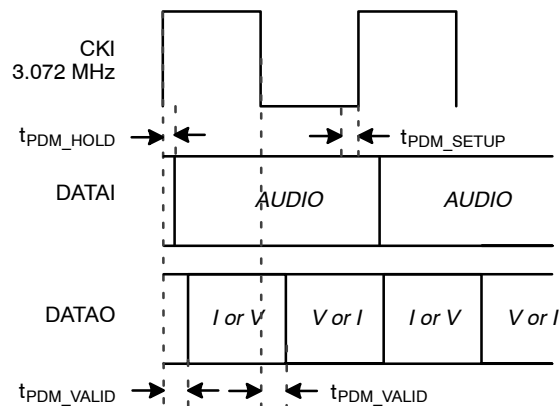 CKI
3.072 MHz
tPDM_HOLD
tPDM_SETUP
DATAI
AUDIO
AUDIO
DATAO
I or V
V or I
I or V
V or I
tPDM_VALID
tPDM_VALID